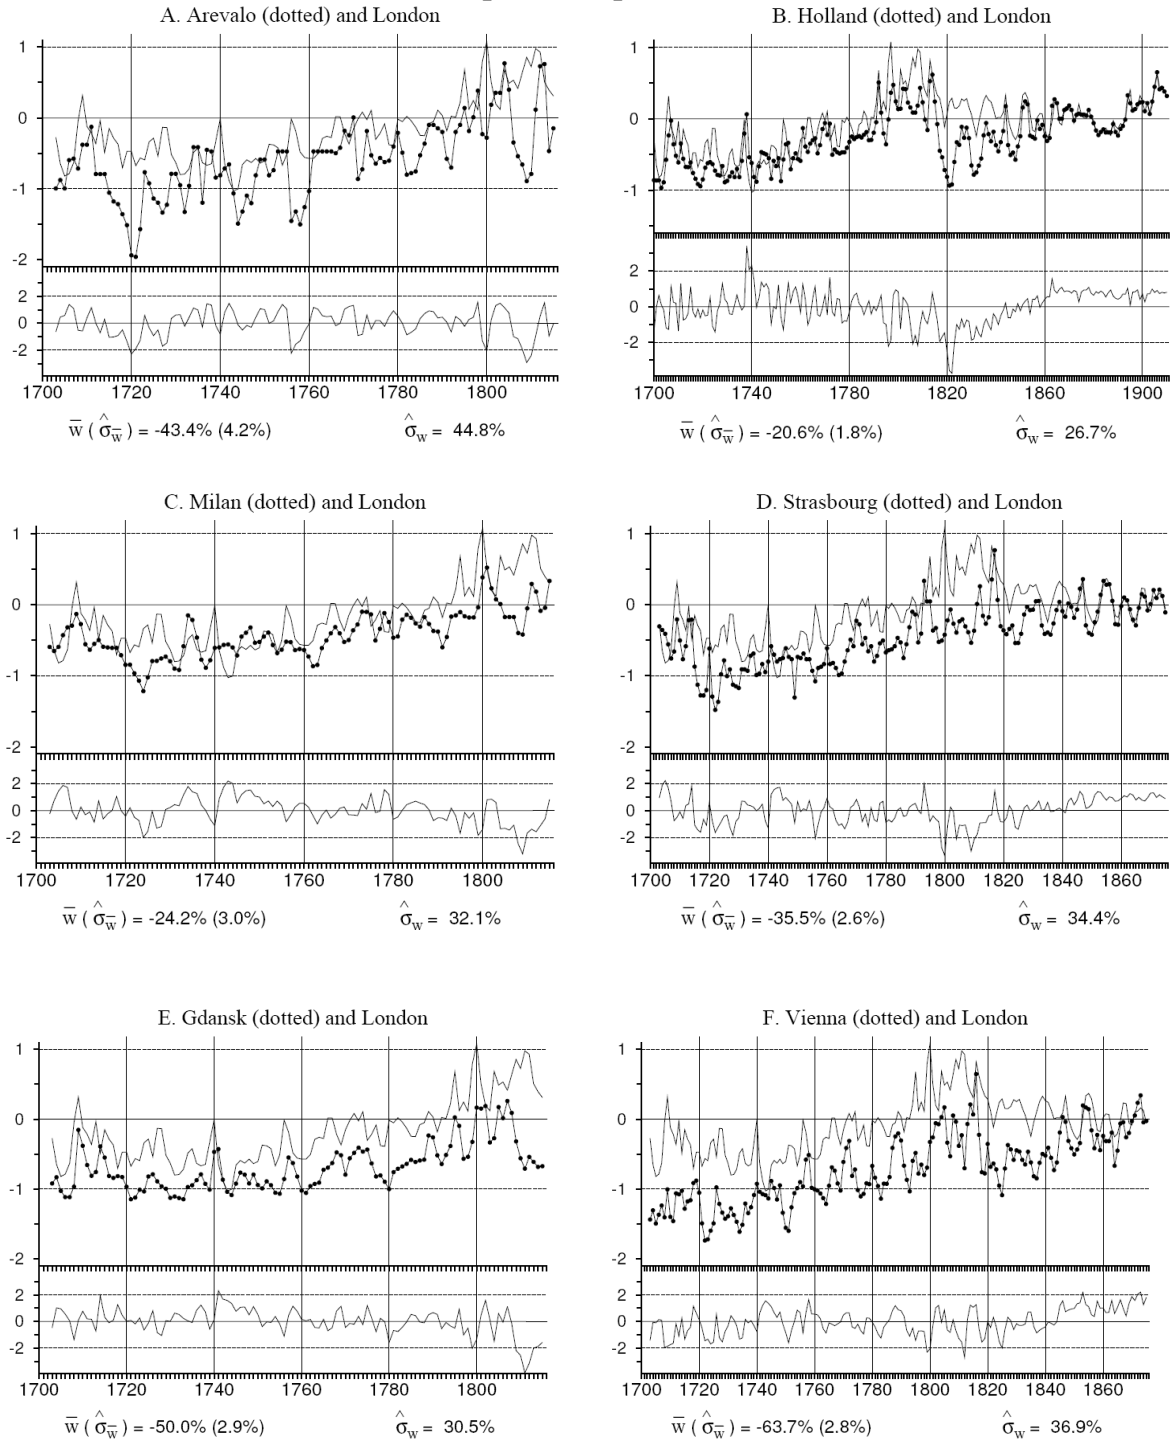 A. Arevalo (dotted) and London
1
0
-1
-2
2
0
-2
1700 1720 1740 1760 1780 1800
w̅ ( σ̂w̅ ) = -43.4% (4.2%) σ̂w = 44.8%
B. Holland (dotted) and London
1
0
-1
2
0
-2
1700 1740 1780 1820 1860 1900
w̅ ( σ̂w̅ ) = -20.6% (1.8%) σ̂w = 26.7%
C. Milan (dotted) and London
1
0
-1
-2
2
0
-2
1700 1720 1740 1760 1780 1800
w̅ ( σ̂w̅ ) = -24.2% (3.0%) σ̂w = 32.1%
D. Strasbourg (dotted) and London
1
0
-1
-2
2
0
-2
1700 1720 1740 1760 1780 1800 1820 1840 1860
w̅ ( σ̂w̅ ) = -35.5% (2.6%) σ̂w = 34.4%
E. Gdansk (dotted) and London
1
0
-1
-2
2
0
-2
1700 1720 1740 1760 1780 1800
w̅ ( σ̂w̅ ) = -50.0% (2.9%) σ̂w = 30.5%
F. Vienna (dotted) and London
1
0
-1
-2
2
0
-2
1700 1720 1740 1760 1780 1800 1820 1840 1860
w̅ ( σ̂w̅ ) = -63.7% (2.8%) σ̂w = 36.9%